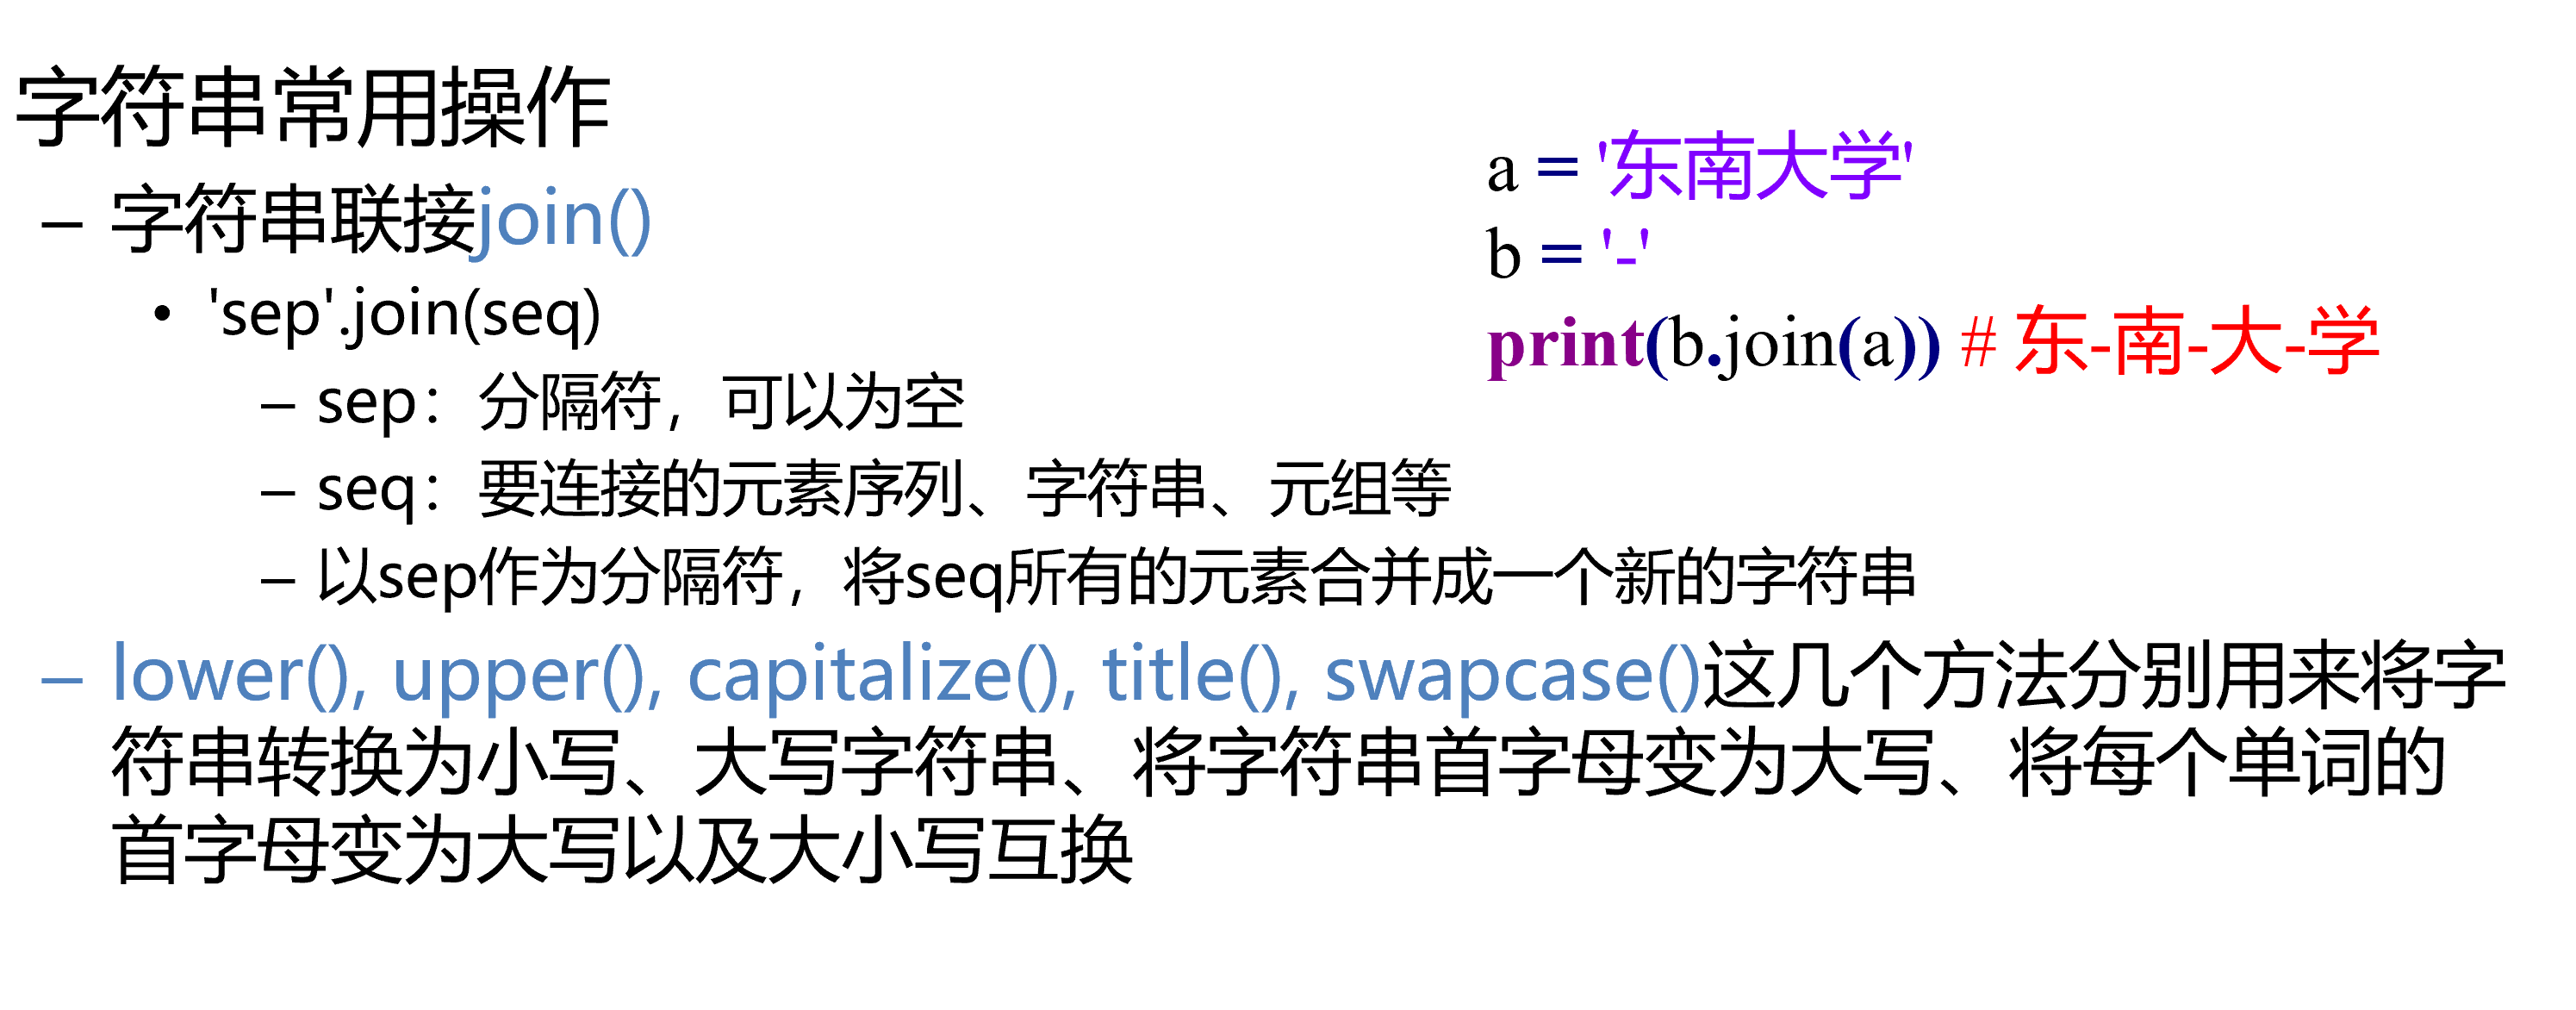 字符串常用操作
– 字符串联接join()
• 'sep'.join(seq)
– sep：分隔符，可以为空
– seq：要连接的元素序列、字符串、元组等
– 以sep作为分隔符，将seq所有的元素合并成一个新的字符串
– lower(), upper(), capitalize(), title(), swapcase()这几个方法分别用来将字
符串转换为小写、大写字符串、将字符串首字母变为大写、将每个单词的
首字母变为大写以及大小写互换
a = '东南大学'
b = '-'
print(b.join(a)) # 东-南-大-学